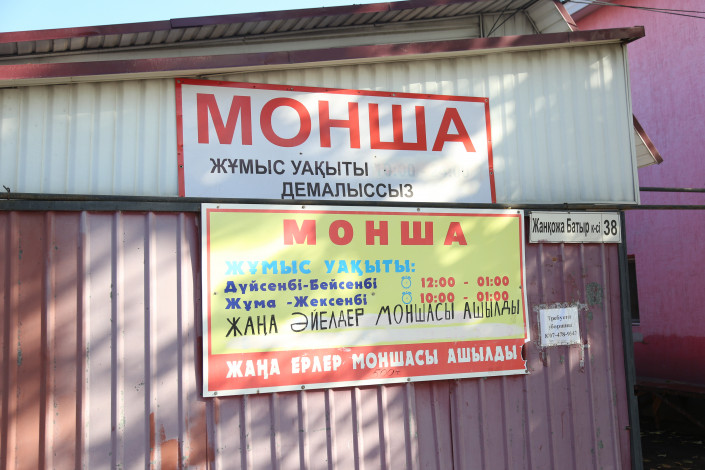 МОНША
ЖҰМЫС УАҚЫТЫ
ДЕМАЛЫССЫЗ
МОНША
ЖҰМЫС УАҚЫТЫ:
Дүйсенбі-Бейсенбі 12:00 - 01:00
Жұма -Жексенбі 10:00 - 01:00
ЖАҢА ӘЙЕЛДЕР МОНШАСЫ АШЫЛДЫ
ЖАҢА ЕРЛЕР МОНШАСЫ АШЫЛДЫ
Жанқожа Батыр к-сі 38
Требуется